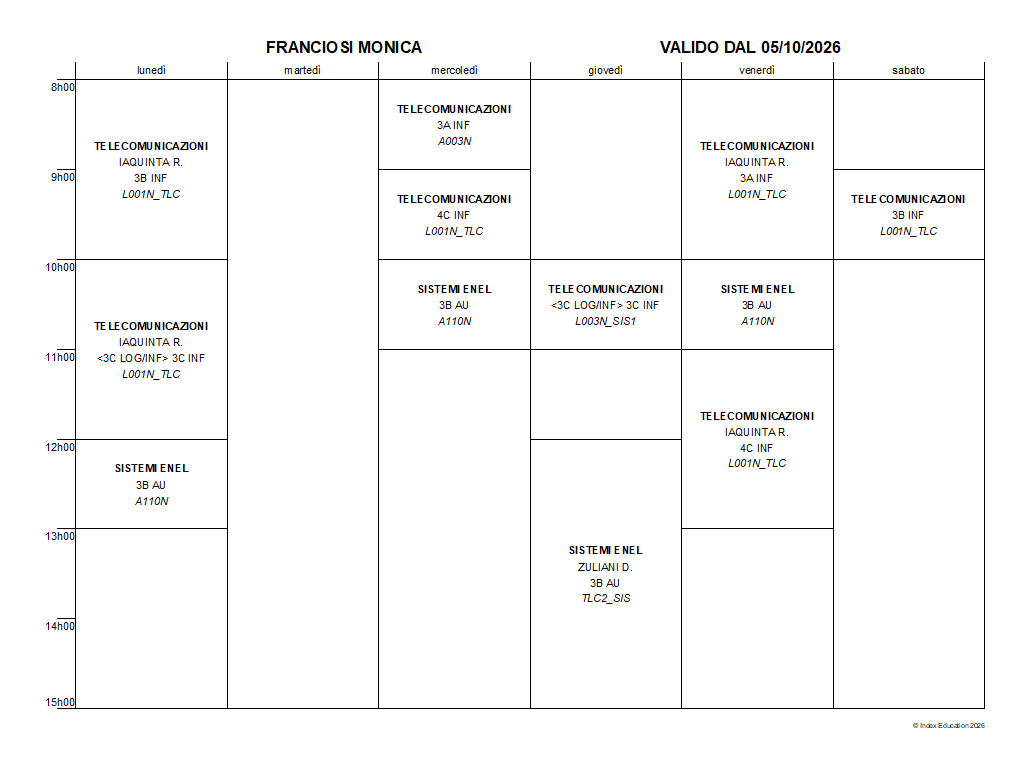 FRANCIOSI MONICA
VALIDO DAL 05/10/2026
lunedì
martedì
mercoledì
giovedì
venerdì
sabato
8h00
9h00
10h00
11h00
12h00
13h00
14h00
15h00
TELECOMUNICAZIONI
IAQUINTA R.
3B INF
L001N_TLC
TELECOMUNICAZIONI
IAQUINTA R.
<3C LOG/INF> 3C INF
L001N_TLC
SISTEMI ENEL
3B AU
A110N
TELECOMUNICAZIONI
3A INF
A003N
TELECOMUNICAZIONI
4C INF
L001N_TLC
SISTEMI ENEL
3B AU
A110N
TELECOMUNICAZIONI
<3C LOG/INF> 3C INF
L003N_SIS1
SISTEMI ENEL
ZULIANI D.
3B AU
TLC2_SIS
TELECOMUNICAZIONI
IAQUINTA R.
3A INF
L001N_TLC
SISTEMI ENEL
3B AU
A110N
TELECOMUNICAZIONI
IAQUINTA R.
4C INF
L001N_TLC
TELECOMUNICAZIONI
3B INF
L001N_TLC
© Index Education 2026